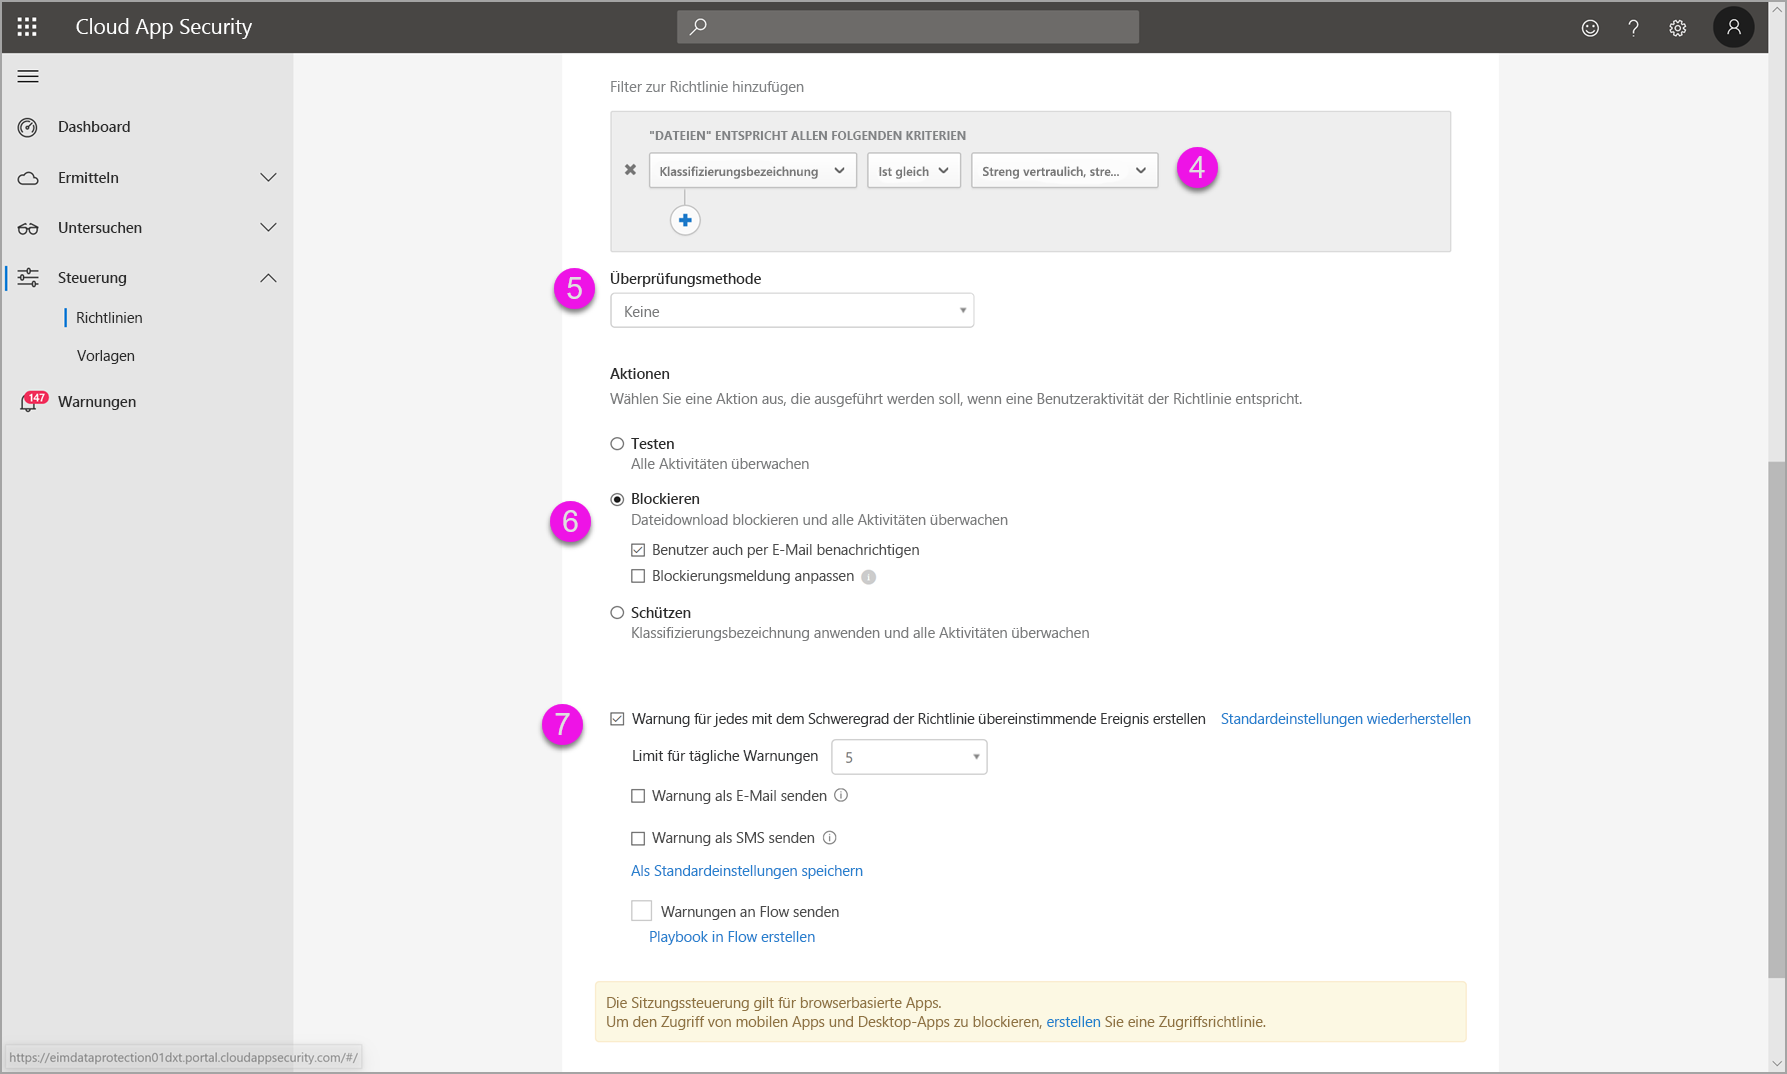 Cloud App Security
Dashboard
Ermitteln
Untersuchen
Steuerung
Richtlinien
Vorlagen
147
Warnungen
Filter zur Richtlinie hinzufügen
"DATEIEN" ENTSPRICHT ALLEN FOLGENDEN KRITERIEN
Klassifizierungsbezeichnung Ist gleich Streng vertraulich, stre... 4
5 Überprüfungsmethode
Keine
Aktionen
Wählen Sie eine Aktion aus, die ausgeführt werden soll, wenn eine Benutzeraktivität der Richtlinie entspricht.
Testen
Alle Aktivitäten überwachen
Blockieren
6 Dateidownload blockieren und alle Aktivitäten überwachen
Benutzer auch per E-Mail benachrichtigen
Blockierungsmeldung anpassen
Schützen
Klassifizierungsbezeichnung anwenden und alle Aktivitäten überwachen
7 Warnung für jedes mit dem Schweregrad der Richtlinie übereinstimmende Ereignis erstellen Standardeinstellungen wiederherstellen
Limit für tägliche Warnungen 5
Warnung als E-Mail senden
Warnung als SMS senden
Als Standardeinstellungen speichern
Warnungen an Flow senden
Playbook in Flow erstellen
Die Sitzungssteuerung gilt für browserbasierte Apps.
Um den Zugriff von mobilen Apps und Desktop-Apps zu blockieren, erstellen Sie eine Zugriffsrichtlinie.
https://eimdataprotection01dxt.portal.cloudappsecurity.com/#/